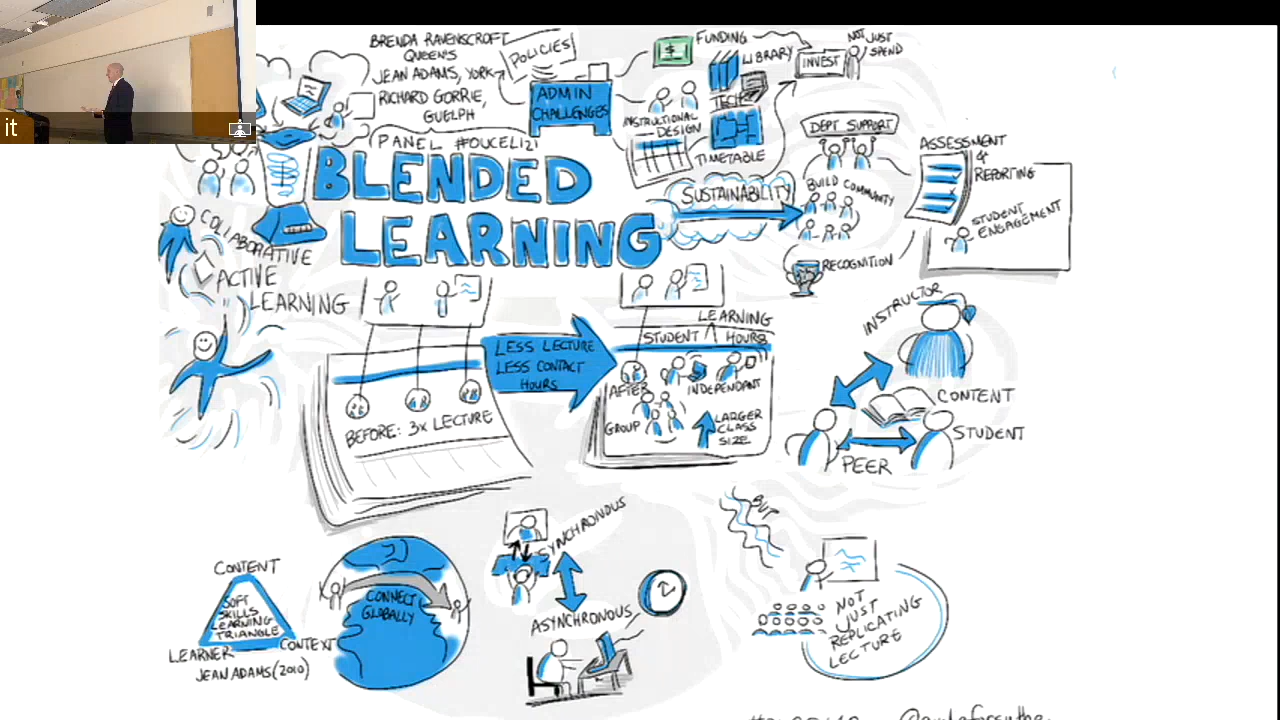 it
BRENDA RAVENSCROFT
QUEEN'S
JEAN ADAMS, YORK
RICHARD GORRIE,
GUELPH
PANEL #OUCEL121
POLICIES
ADMIN
CHALLENGES
FUNDING
$
LIBRARY
TECH
INSTRUCTIONAL
DESIGN
TIMETABLE
INVEST
NOT JUST
SPEND
DEPT SUPPORT
BUILD COMMUNITY
RECOGNITION
ASSESSMENT
&
REPORTING
STUDENT
ENGAGEMENT
BLENDED
LEARNING
SUSTAINABILITY
COLLABORATIVE
ACTIVE
LEARNING
BEFORE: 3x LECTURE
LESS LECTURE
LESS CONTACT
HOURS
LEARNING
STUDENT ∧ HOURS
AFTER
INDEPENDANT
GROUP
LARGER
CLASS
SIZE
INSTRUCTOR
CONTENT
STUDENT
PEER
CONTENT
SOFT
SKILLS
LEARNING
TRIANGLE
LEARNER
CONTEXT
JEAN ADAMS (2010)
CONNECT
GLOBALLY
SYNCHRONOUS
ASYNCHRONOUS
BUT
NOT
JUST
REPLICATING
LECTURE